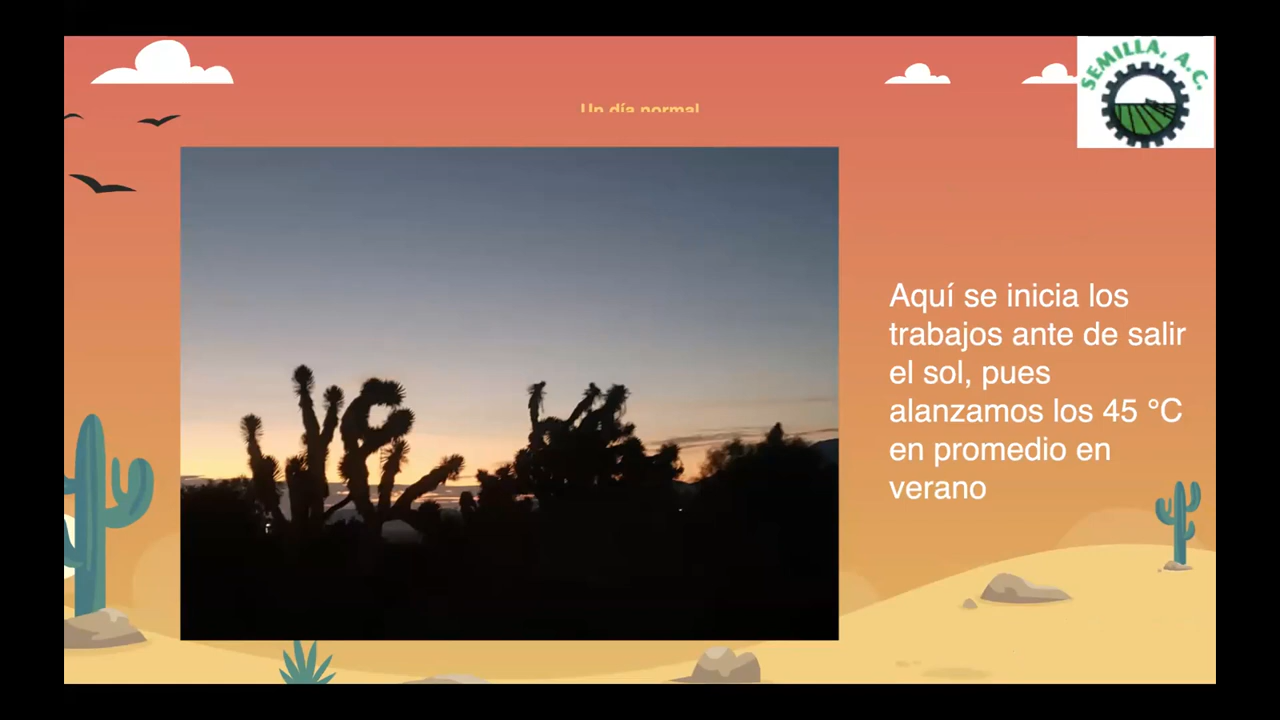 SEMILLA, A.C.
Un día normal
Aquí se inicia los
trabajos ante de salir
el sol, pues
alanzamos los 45 °C
en promedio en
verano